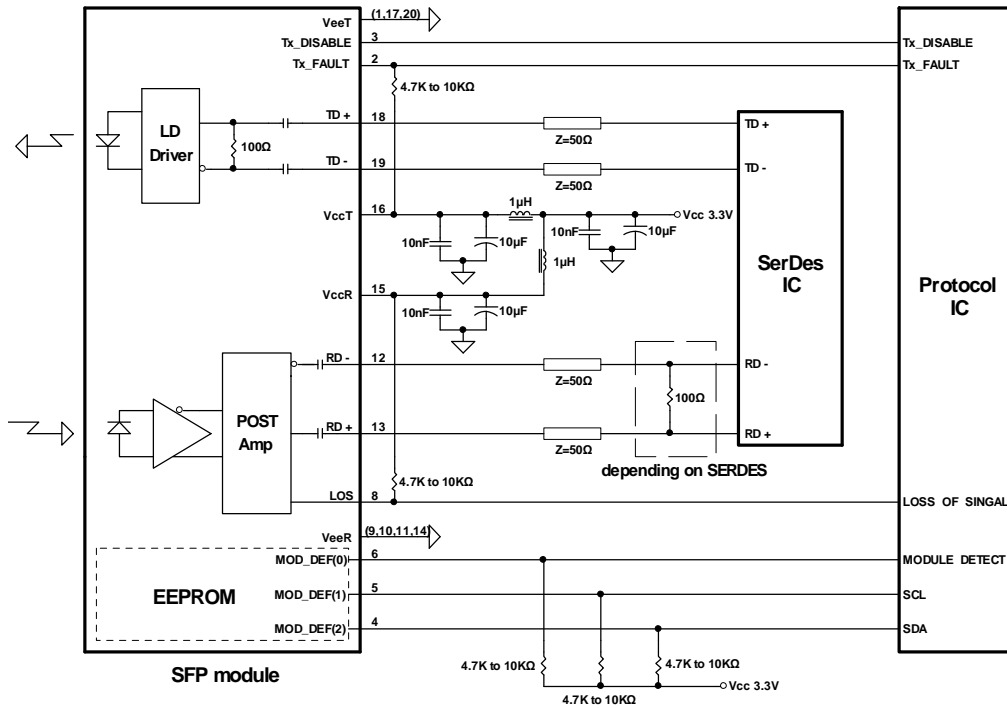 VeeT (1,17,20)
Tx_DISABLE 3 Tx_DISABLE
Tx_FAULT 2 Tx_FAULT
4.7K to 10KΩ
LD
Driver
100Ω
TD + 18 TD +
Z=50Ω
TD - 19 TD -
Z=50Ω
1µH
VccT 16 Vcc 3.3V
10nF 10µF 10nF 10µF
1µH
SerDes
IC
Protocol
IC
VccR 15
10nF 10µF
RD - 12 RD -
Z=50Ω
100Ω
POST
Amp
RD + 13 RD +
Z=50Ω
depending on SERDES
4.7K to 10KΩ
LOS 8 LOSS OF SINGAL
VeeR (9,10,11,14)
MOD_DEF(0) 6 MODULE DETECT
EEPROM
MOD_DEF(1) 5 SCL
MOD_DEF(2) 4 SDA
4.7K to 10KΩ 4.7K to 10KΩ
SFP module
Vcc 3.3V
4.7K to 10KΩ